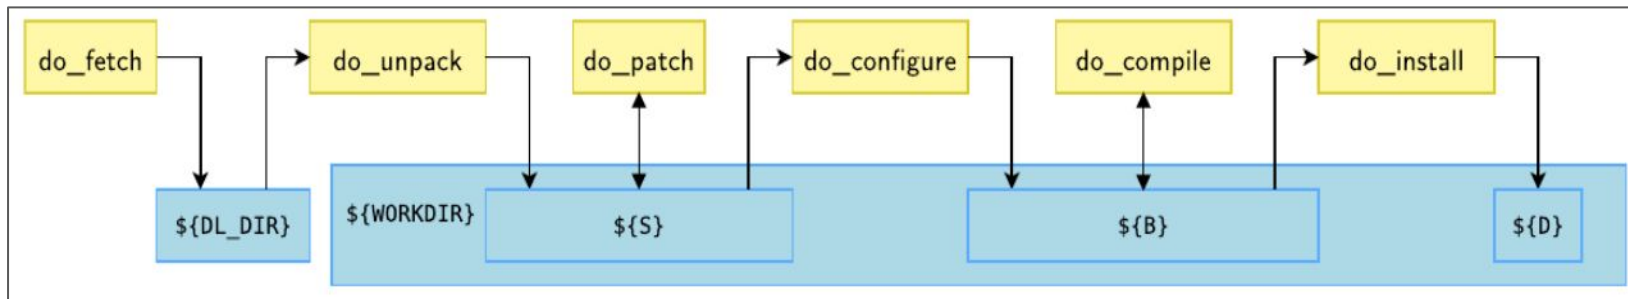 do_fetch
do_unpack
do_patch
do_configure
do_compile
do_install
${DL_DIR}
${WORKDIR}
${S}
${B}
${D}